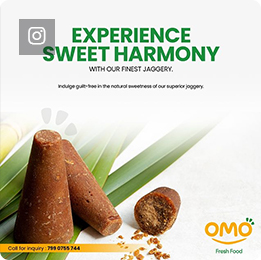 EXPERIENCE
SWEET HARMONY
WITH OUR FINEST JAGGERY.
Indulge guilt-free in the natural sweetness of our superior jaggery.
OMO
Fresh Food
Call for inquiry : 799 0755 744